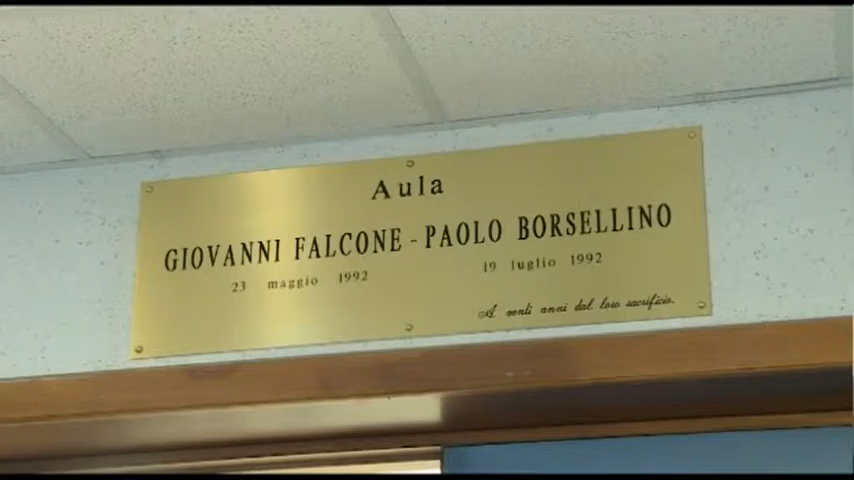 Aula
GIOVANNI FALCONE - PAOLO BORSELLINO
23 maggio 1992 19 luglio 1992
A venti anni dal loro sacrificio.